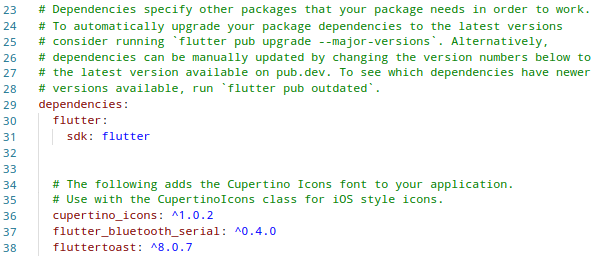 23 # Dependencies specify other packages that your package needs in order to work.
24 # To automatically upgrade your package dependencies to the latest versions
25 # consider running `flutter pub upgrade --major-versions`. Alternatively,
26 # dependencies can be manually updated by changing the version numbers below to
27 # the latest version available on pub.dev. To see which dependencies have newer
28 # versions available, run `flutter pub outdated`.
29 dependencies:
30 flutter:
31 sdk: flutter
32
33
34 # The following adds the Cupertino Icons font to your application.
35 # Use with the CupertinoIcons class for iOS style icons.
36 cupertino_icons: ^1.0.2
37 flutter_bluetooth_serial: ^0.4.0
38 fluttertoast: ^8.0.7